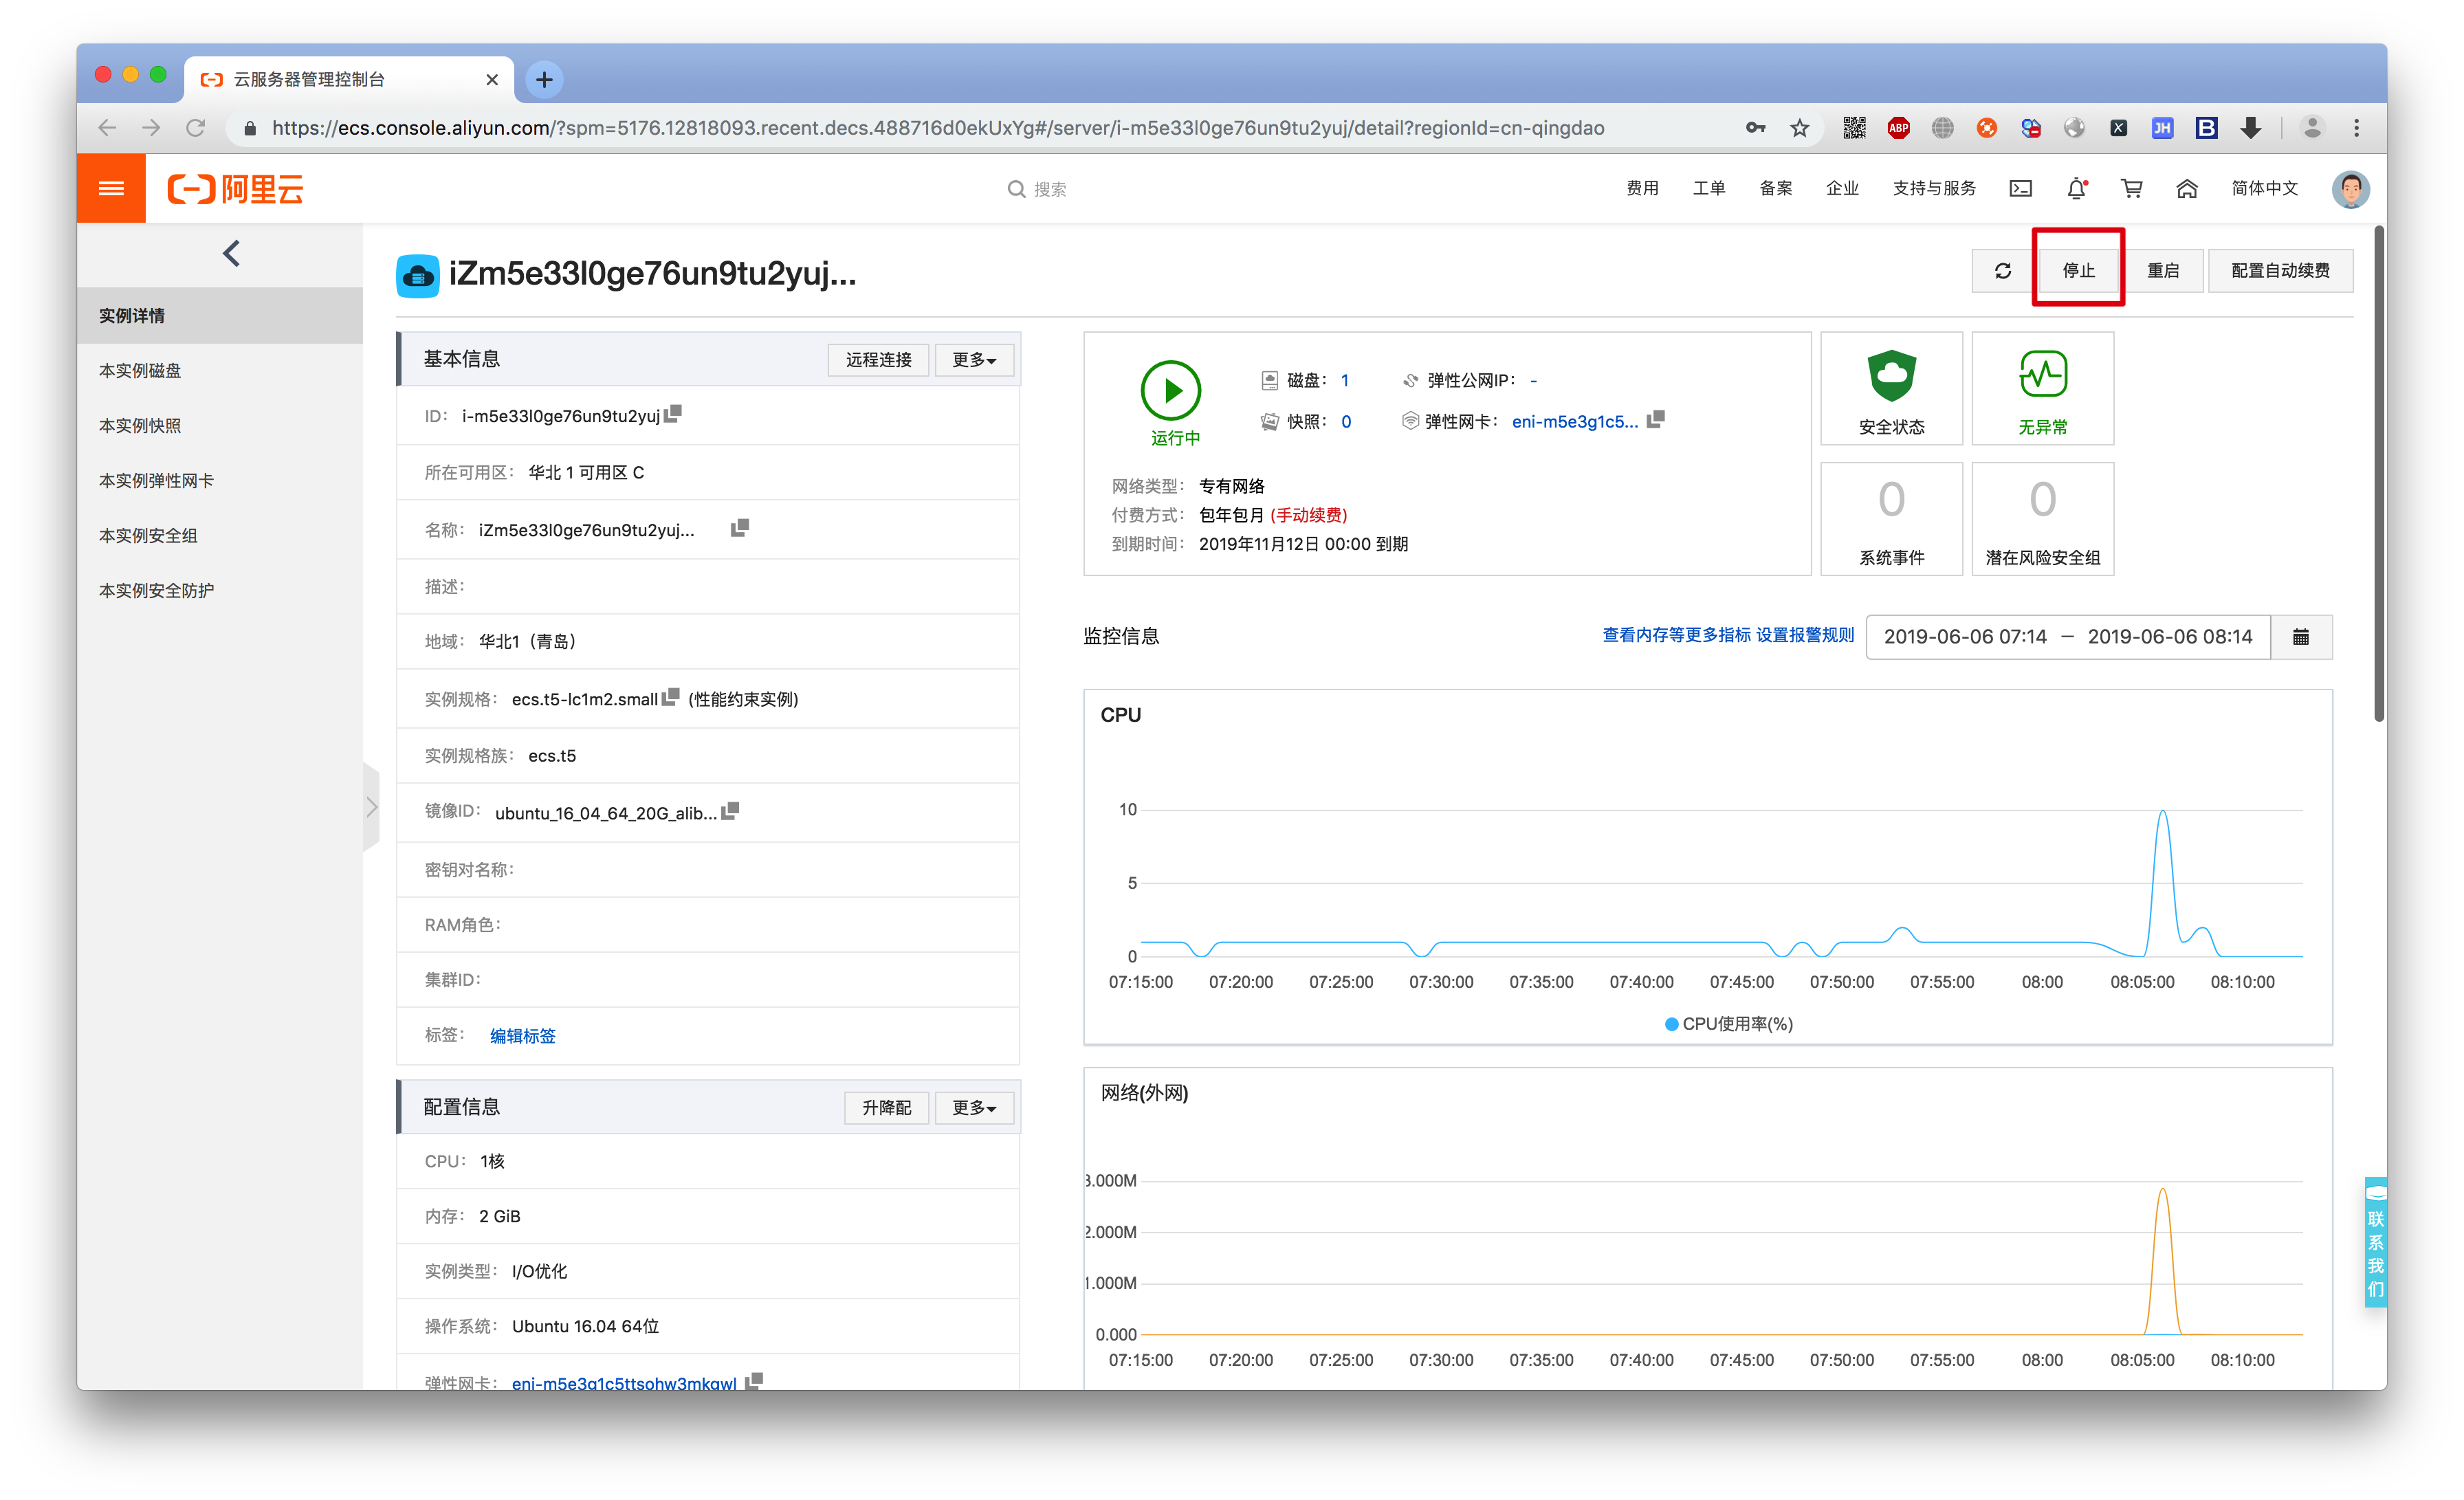 云服务器管理控制台
https://ecs.console.aliyun.com/?spm=5176.12818093.recent.decs.488716d0ekUxYg#/server/i-m5e33l0ge76un9tu2yuj/detail?regionId=cn-qingdao
ABP
JH
B
阿里云
搜索
费用 工单 备案 企业 支持与服务 简体中文
实例详情
本实例磁盘
本实例快照
本实例弹性网卡
本实例安全组
本实例安全防护
iZm5e33l0ge76un9tu2yuj...
停止 重启 配置自动续费
基本信息 远程连接 更多
ID: i-m5e33l0ge76un9tu2yuj
所在可用区: 华北 1 可用区 C
名称: iZm5e33l0ge76un9tu2yuj...
描述:
地域: 华北1（青岛）
实例规格: ecs.t5-lc1m2.small (性能约束实例)
实例规格族: ecs.t5
镜像ID: ubuntu_16_04_64_20G_alib...
密钥对名称:
RAM角色:
集群ID:
标签: 编辑标签
配置信息 升降配 更多
CPU: 1核
内存: 2 GiB
实例类型: I/O优化
操作系统: Ubuntu 16.04 64位
弹性网卡: eni-m5e3g1c5ttsohw3mkqwl
运行中
磁盘: 1 弹性公网IP: -
快照: 0 弹性网卡: eni-m5e3g1c5...
网络类型: 专有网络
付费方式: 包年包月 (手动续费)
到期时间: 2019年11月12日 00:00 到期
安全状态
无异常
0
系统事件
0
潜在风险安全组
监控信息 查看内存等更多指标 设置报警规则 2019-06-06 07:14 – 2019-06-06 08:14
CPU
10
5
0
07:15:00 07:20:00 07:25:00 07:30:00 07:35:00 07:40:00 07:45:00 07:50:00 07:55:00 08:00 08:05:00 08:10:00
CPU使用率(%)
网络(外网)
3.000M
2.000M
1.000M
0.000
07:15:00 07:20:00 07:25:00 07:30:00 07:35:00 07:40:00 07:45:00 07:50:00 07:55:00 08:00 08:05:00 08:10:00
联系我们